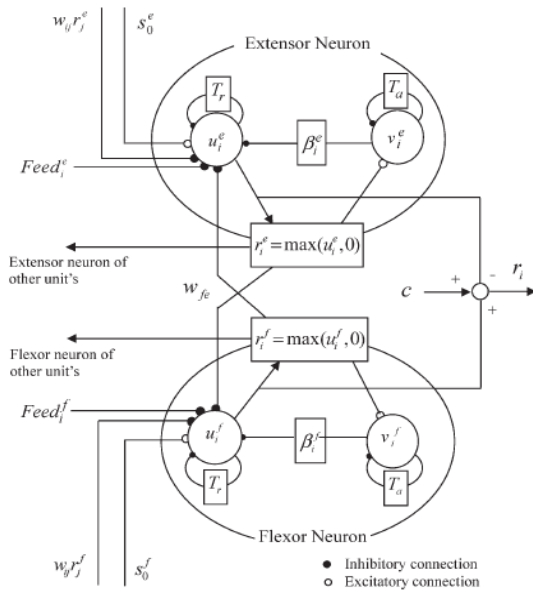 w_ij r_j^e
s_0^e
Extensor Neuron
T_r
T_a
u_i^e
β_i^e
v_i^e
Feed_i^e
r_i^e = max(u_i^e, 0)
Extensor neuron of
other unit's
w_fe
c
+
-
+
r_i
r_i^f = max(u_i^f, 0)
Flexor neuron of
other unit's
Feed_i^f
u_i^f
β_i^f
v_i^f
T_r
T_a
Flexor Neuron
w_ij r_j^f
s_0^f
Inhibitory connection
Excitatory connection